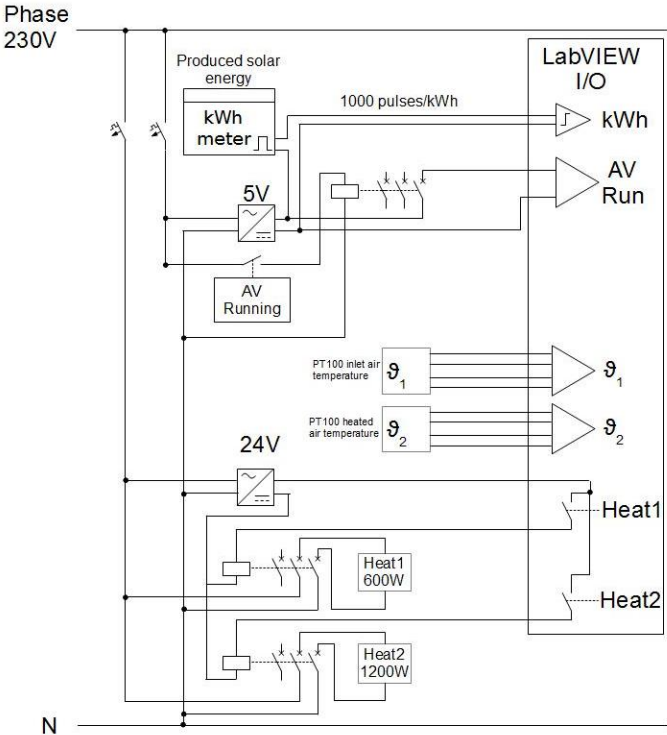 Phase
230V
Produced solar
energy
kWh
meter
1000 pulses/kWh
LabVIEW
I/O
kWh
AV
Run
5V
AV
Running
PT100 inlet air
temperature
ϑ1
ϑ1
PT100 heated
air temperature
ϑ2
ϑ2
24V
Heat1
Heat1
600W
Heat2
Heat2
1200W
N